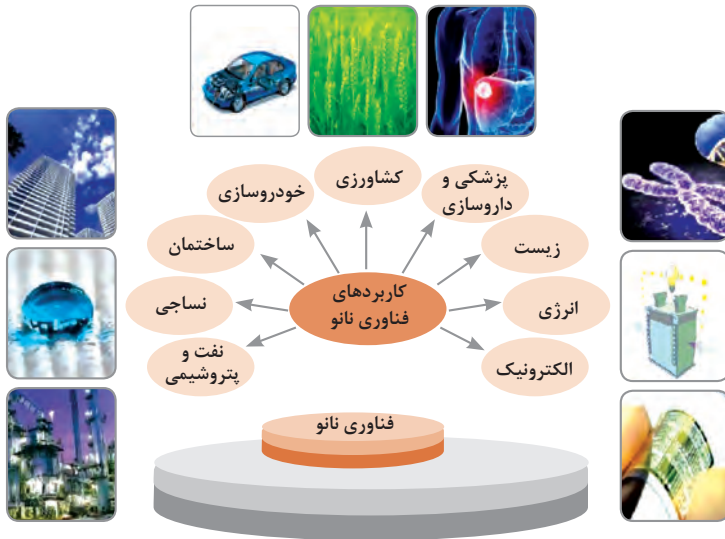 کشاورزی
پزشکی و
داروسازی
خودروسازی
زیست
ساختمان
انرژی
کاربردهای
فناوری نانو
نساجی
الکترونیک
نفت و
پتروشیمی
فناوری نانو